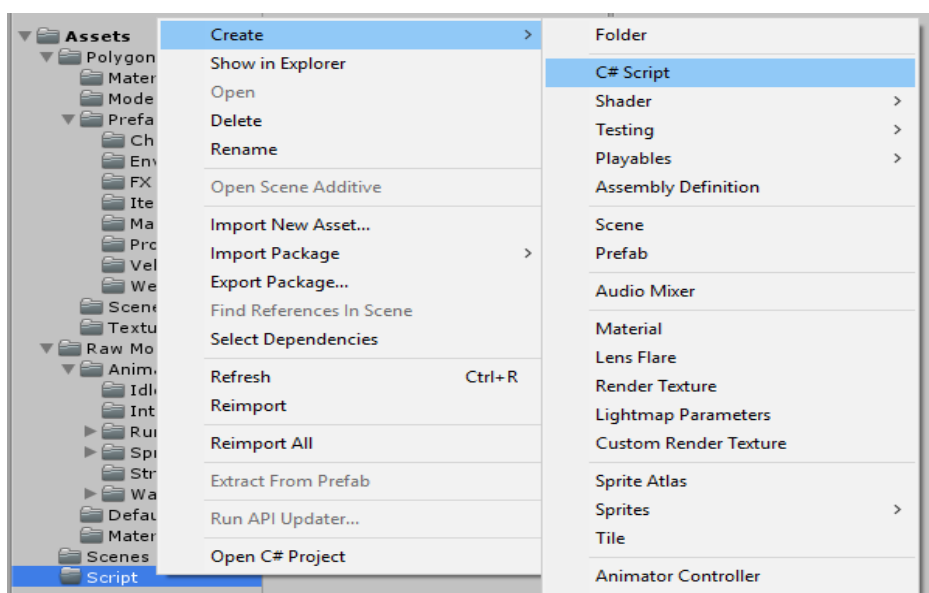 Assets
Polygon
Mater
Mode
Prefa
Ch
Env
FX
Ite
Ma
Pro
Vel
We
Scene
Textu
Raw Mo
Anim
Idl
Int
Ru
Spr
Str
Wa
Defau
Mater
Scenes
Script
Create
Show in Explorer
Open
Delete
Rename
Open Scene Additive
Import New Asset...
Import Package
Export Package...
Find References In Scene
Select Dependencies
Refresh Ctrl+R
Reimport
Reimport All
Extract From Prefab
Run API Updater...
Open C# Project
Folder
C# Script
Shader
Testing
Playables
Assembly Definition
Scene
Prefab
Audio Mixer
Material
Lens Flare
Render Texture
Lightmap Parameters
Custom Render Texture
Sprite Atlas
Sprites
Tile
Animator Controller